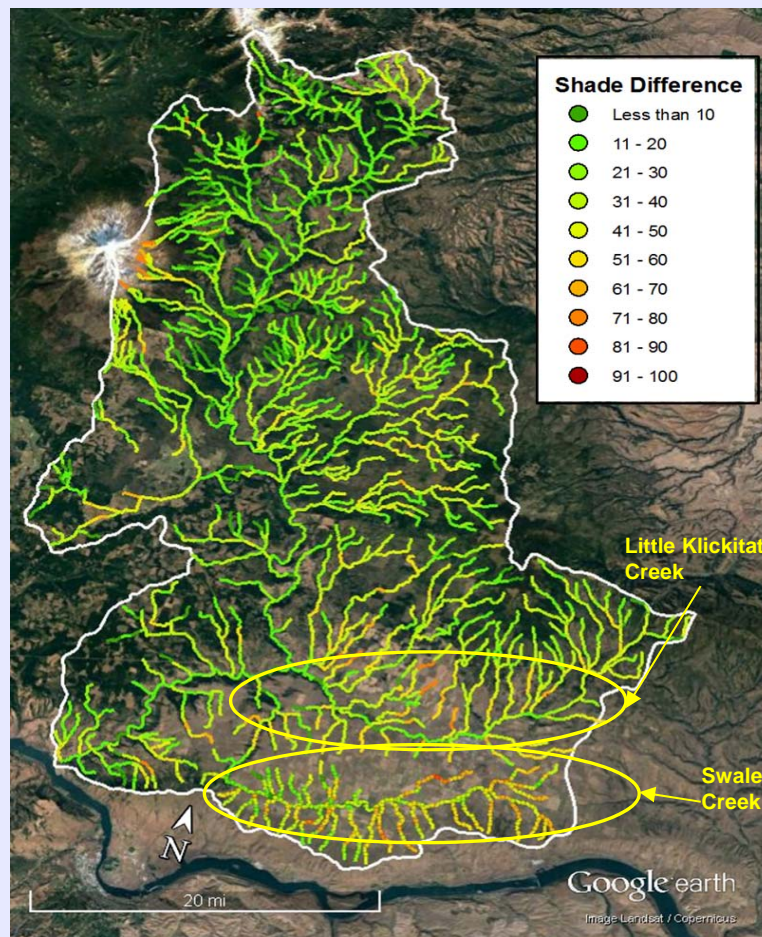 Shade Difference
Less than 10
11 - 20
21 - 30
31 - 40
41 - 50
51 - 60
61 - 70
71 - 80
81 - 90
91 - 100
Little Klickitat
Creek
Swale
Creek
N
20 mi
Google earth
Image Landsat / Copernicus